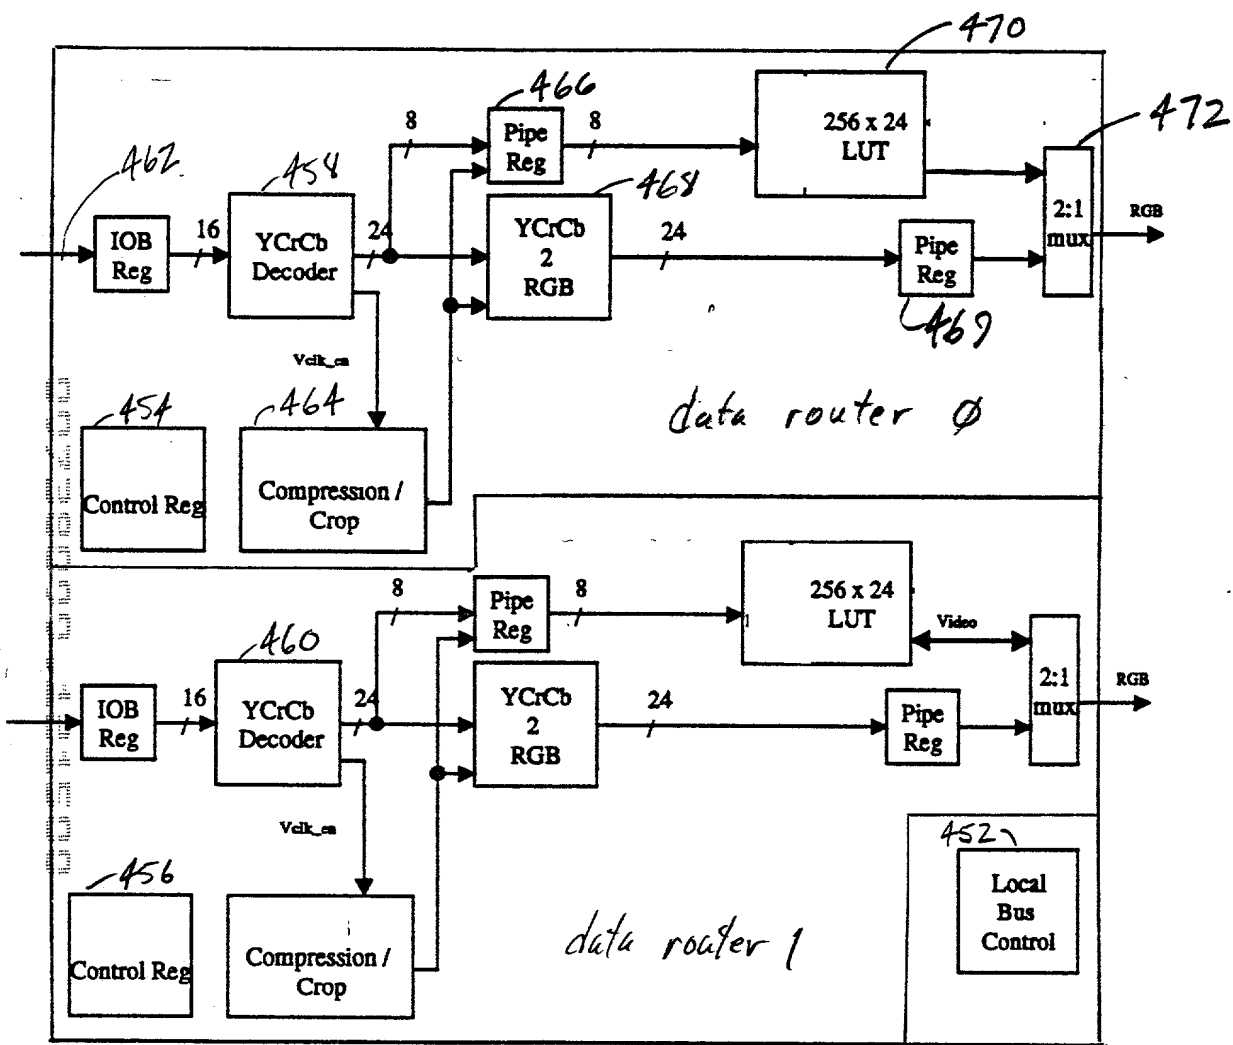 470
466
472
462
458
468
8
Pipe
Reg
8
256 x 24
LUT
IOB
Reg
16
YCrCb
Decoder
24
YCrCb
2
RGB
24
Pipe
Reg
2:1
mux
RGB
469
Vclk_en
454
464
data router 0
Control Reg
Compression /
Crop
8
Pipe
Reg
8
256 x 24
LUT
Video
460
IOB
Reg
16
YCrCb
Decoder
24
YCrCb
2
RGB
24
Pipe
Reg
2:1
mux
RGB
Vclk_en
452
456
Local
Bus
Control
Control Reg
Compression /
Crop
data router 1